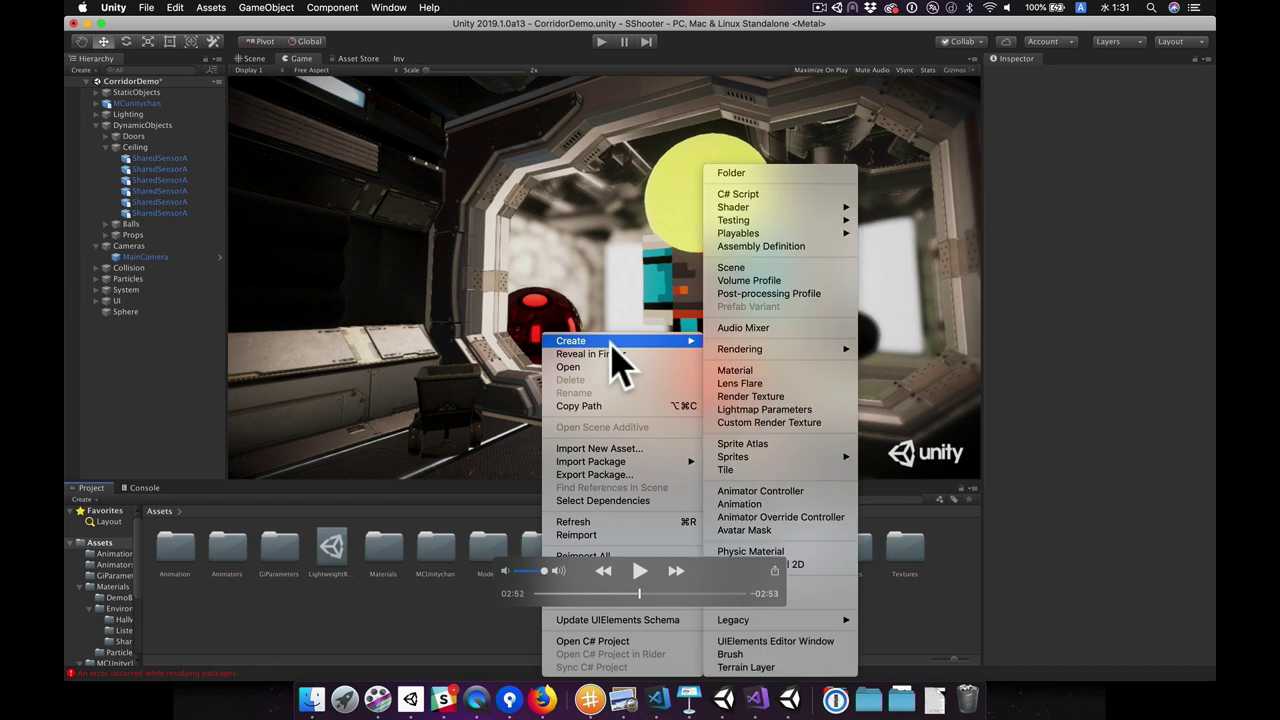 Unity File Edit Assets GameObject Component Window Help 100% 水 1:31
Unity 2019.1.0a13 - CorridorDemo.unity - SShooter - PC, Mac & Linux Standalone <Metal>
Pivot Global Collab Account Layers Layout
Hierarchy Scene Game Asset Store Inv Inspector
Create All Display 1 Free Aspect Scale 2x Maximize On Play Mute Audio VSync Stats Gizmos
CorridorDemo*
StaticObjects
MCunitychan
Lighting
DynamicObjects
Doors
Ceiling
SharedSensorA
SharedSensorA
SharedSensorA
SharedSensorA
SharedSensorA
SharedSensorA
Balls
Props
Cameras
MainCamera
Collision
Particles
System
UI
Sphere
Create
Open
Delete
Rename
Copy Path ⌥⌘C
Open Scene Additive
Import New Asset...
Import Package
Export Package...
Find References In Scene
Select Dependencies
Refresh ⌘R
Reimport
Reimport All
Update UIElements Schema
Open C# Project
Open C# Project in Rider
Sync C# Project
Folder
C# Script
Shader
Testing
Playables
Assembly Definition
Scene
Volume Profile
Post-processing Profile
Prefab Variant
Audio Mixer
Rendering
Material
Lens Flare
Render Texture
Lightmap Parameters
Custom Render Texture
Sprite Atlas
Sprites
Tile
Animator Controller
Animation
Animator Override Controller
Avatar Mask
Physic Material
2D
Legacy
UIElements Editor Window
Brush
Terrain Layer
unity
Project Console
Create
Favorites
Layout
Assets
Animation
Animators
GiParamet
Materials
DemoB
Environ
Hallw
Liste
Shar
Particle
MCUnitych
Assets
Animation Animators GiParameters LightweightR... Materials MCUnitychan Mode Textures
02:52 -02:53
An error occurred while resolving packages: